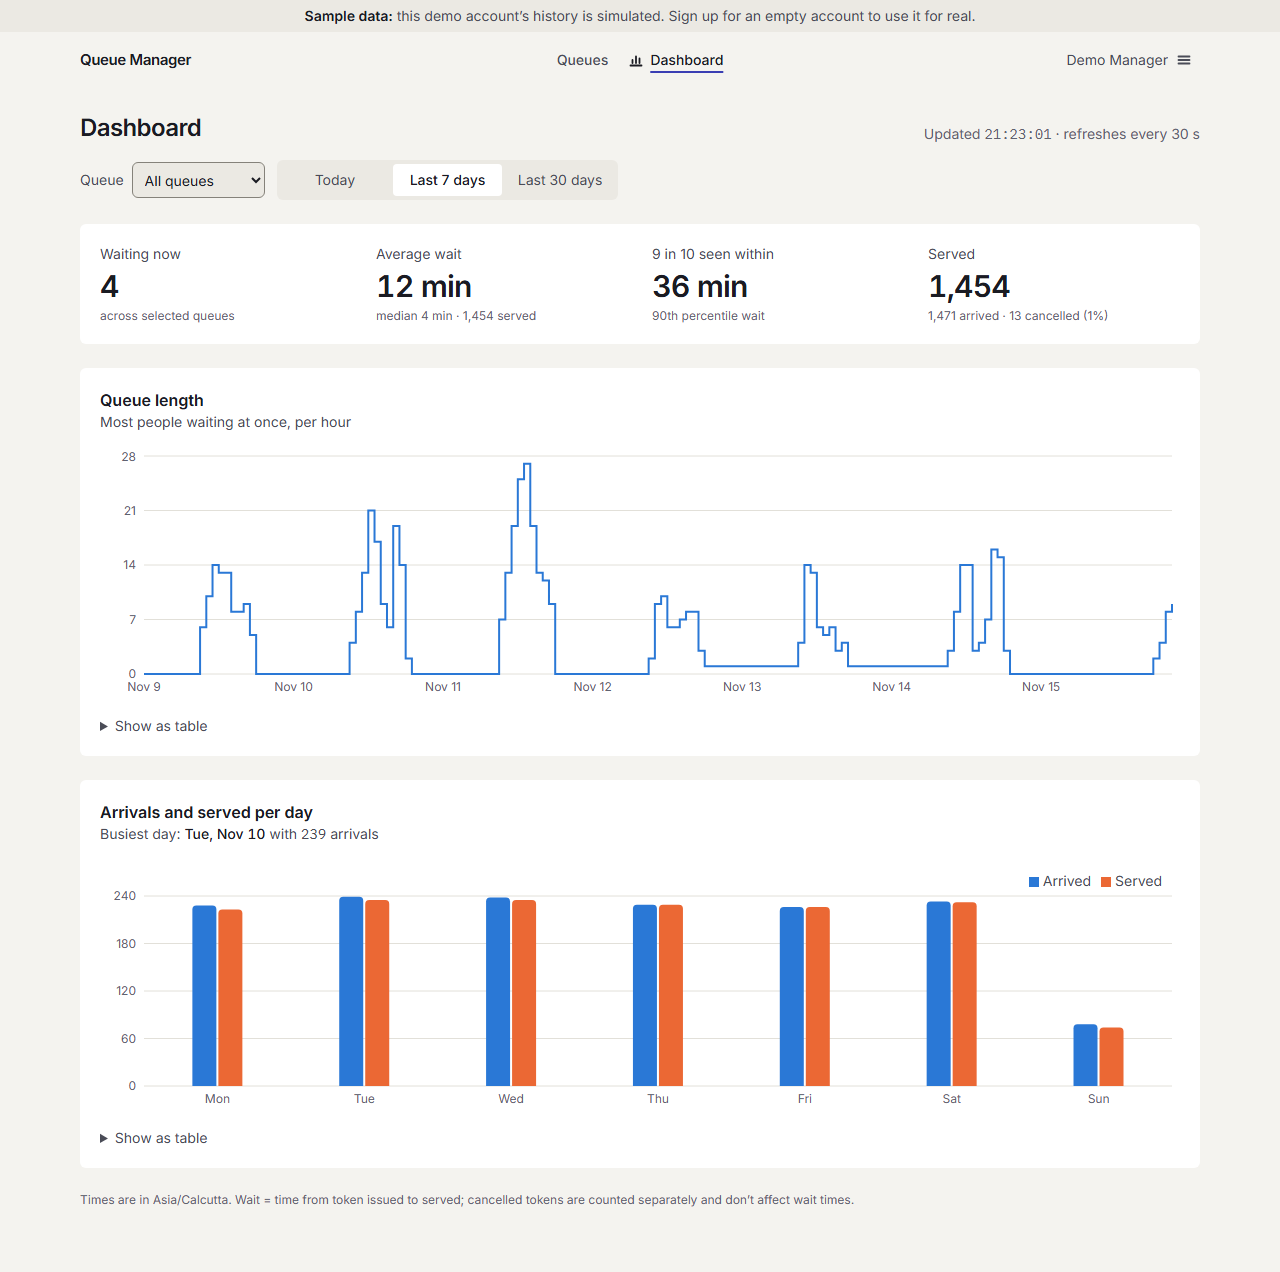 Sample data: this demo account’s history is simulated. Sign up for an empty account to use it for real.
Queue Manager
Queues
Dashboard
Demo Manager
Dashboard
Updated 21:23:01 · refreshes every 30 s
Queue
All queues
Today
Last 7 days
Last 30 days
Waiting now
4
across selected queues
Average wait
12 min
median 4 min · 1,454 served
9 in 10 seen within
36 min
90th percentile wait
Served
1,454
1,471 arrived · 13 cancelled (1%)
Queue length
Most people waiting at once, per hour
28
21
14
7
0
Nov 9
Nov 10
Nov 11
Nov 12
Nov 13
Nov 14
Nov 15
Show as table
Arrivals and served per day
Busiest day: Tue, Nov 10 with 239 arrivals
Arrived
Served
240
180
120
60
0
Mon
Tue
Wed
Thu
Fri
Sat
Sun
Show as table
Times are in Asia/Calcutta. Wait = time from token issued to served; cancelled tokens are counted separately and don’t affect wait times.